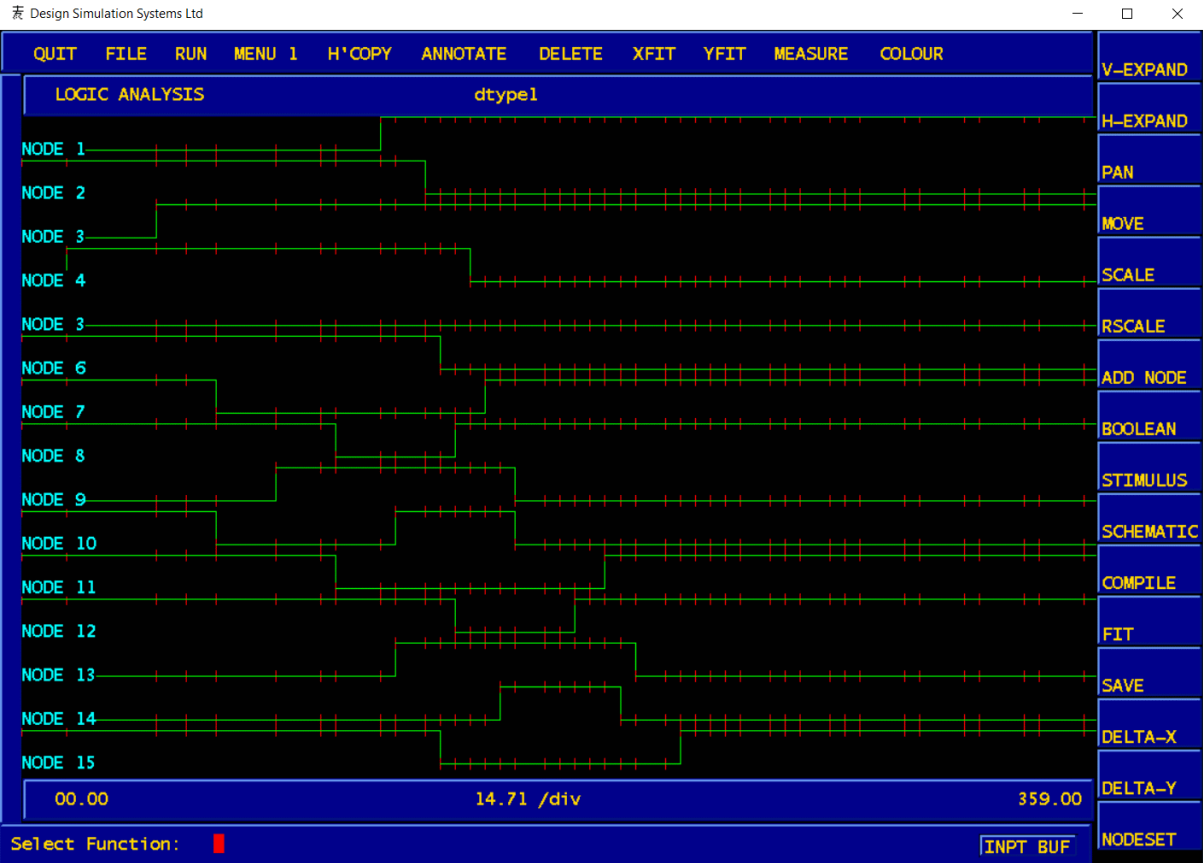 Design Simulation Systems Ltd
QUIT FILE RUN MENU 1 H'COPY ANNOTATE DELETE XFIT YFIT MEASURE COLOUR
V-EXPAND
LOGIC ANALYSIS dtype1
H-EXPAND
NODE 1
PAN
NODE 2
MOVE
NODE 3
NODE 4
SCALE
NODE 3
RSCALE
NODE 6
ADD NODE
NODE 7
BOOLEAN
NODE 8
STIMULUS
NODE 9
SCHEMATIC
NODE 10
COMPILE
NODE 11
NODE 12
FIT
NODE 13
SAVE
NODE 14
DELTA-X
NODE 15
DELTA-Y
00.00 14.71 /div 359.00
NODESET
Select Function: INPT BUF